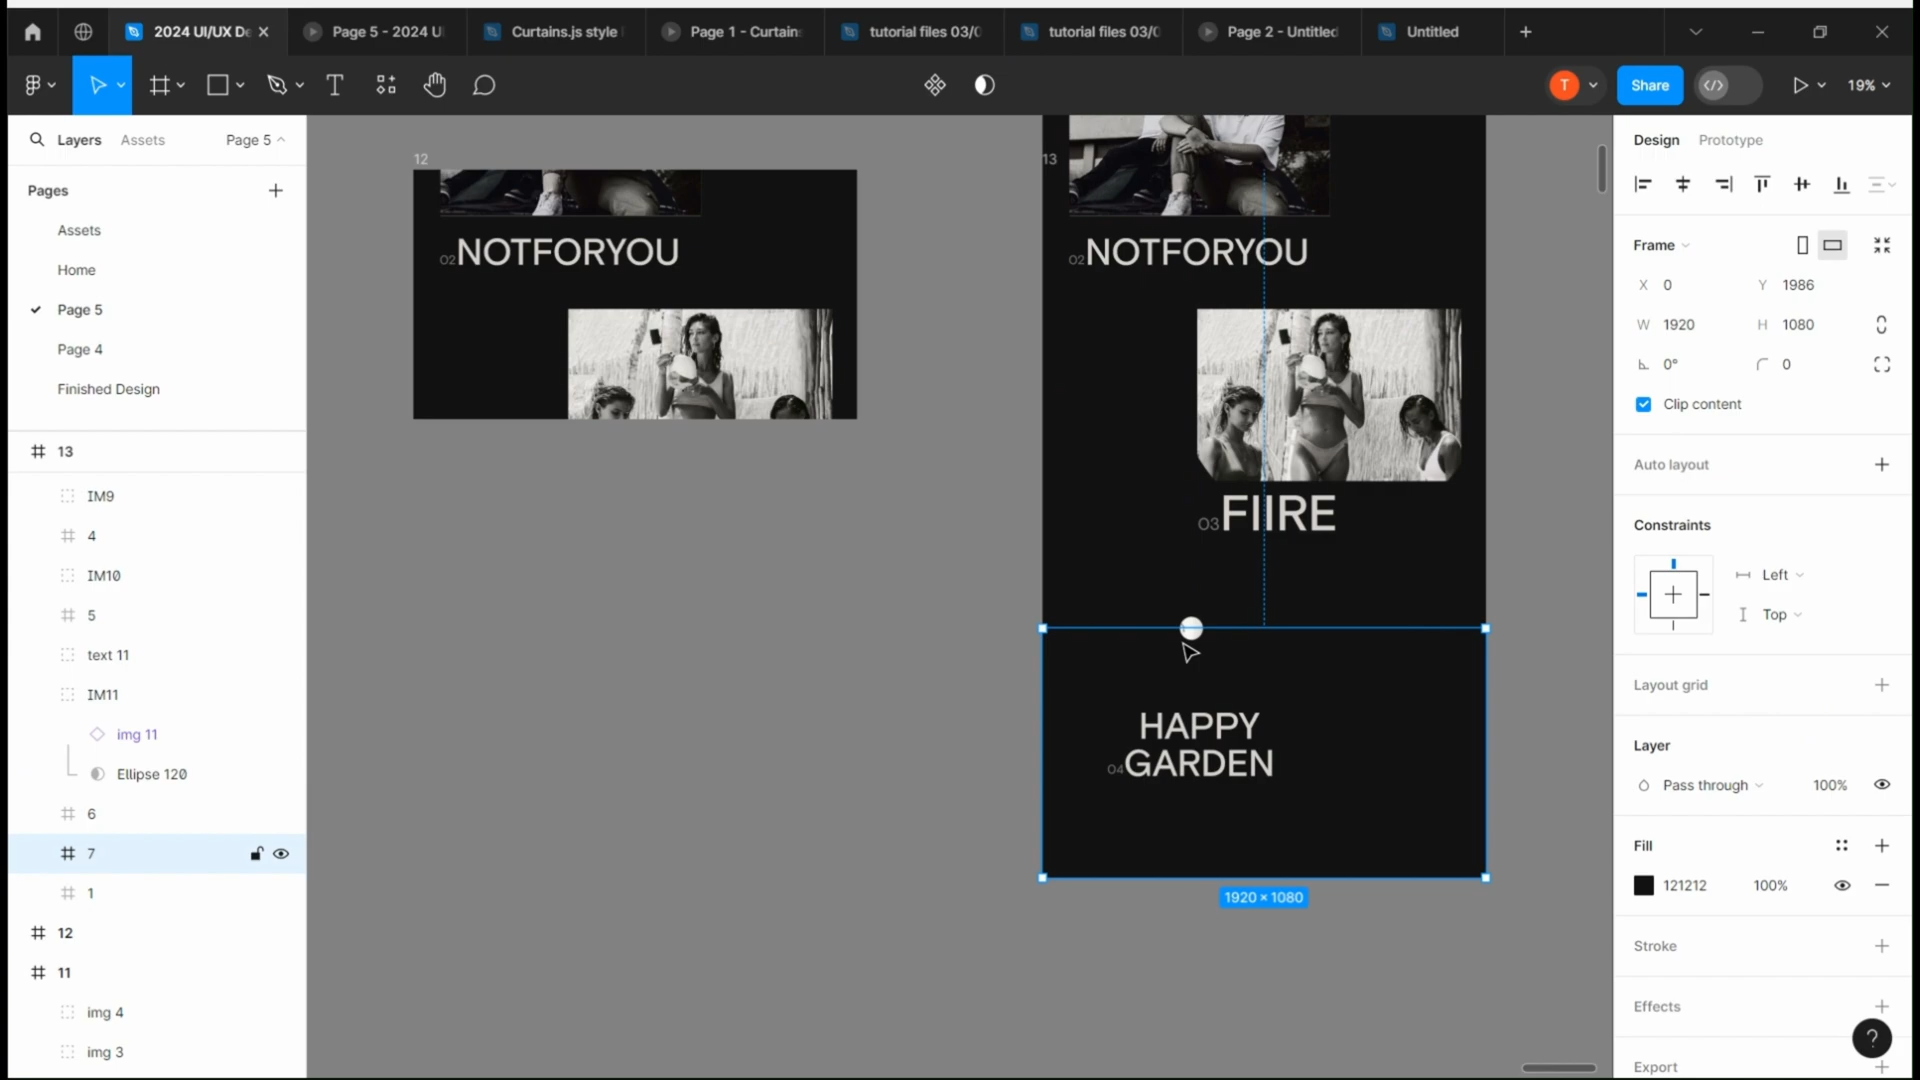 2024 UI/UX De
Page 5 - 2024 U
Curtains.js style
Page 1 - Curtain
tutorial files 03/0
tutorial files 03/0
Page 2 - Untitled
Untitled
T
Share
19%
Layers
Assets
Page 5
Pages
Assets
Home
Page 5
Page 4
Finished Design
13
IM9
4
IM10
5
text 11
IM11
img 11
Ellipse 120
6
7
1
12
11
img 4
img 3
12
02NOTFORYOU
13
02NOTFORYOU
03FIIRE
HAPPY
04GARDEN
1920 × 1080
Design
Prototype
Frame
X 0
Y 1986
W 1920
H 1080
0°
0
Clip content
Auto layout
Constraints
Left
Top
Layout grid
Layer
Pass through
100%
Fill
121212
100%
Stroke
Effects
Export
?